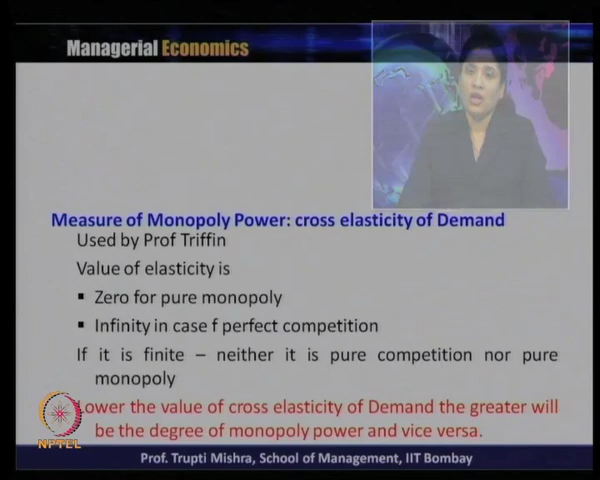 Managerial Economics
Measure of Monopoly Power: cross elasticity of Demand
Used by Prof Triffin
Value of elasticity is
▪ Zero for pure monopoly
▪ Infinity in case f perfect competition
If it is finite – neither it is pure competition nor pure
monopoly
Lower the value of cross elasticity of Demand the greater will
be the degree of monopoly power and vice versa.
NPTEL
Prof. Trupti Mishra, School of Management, IIT Bombay